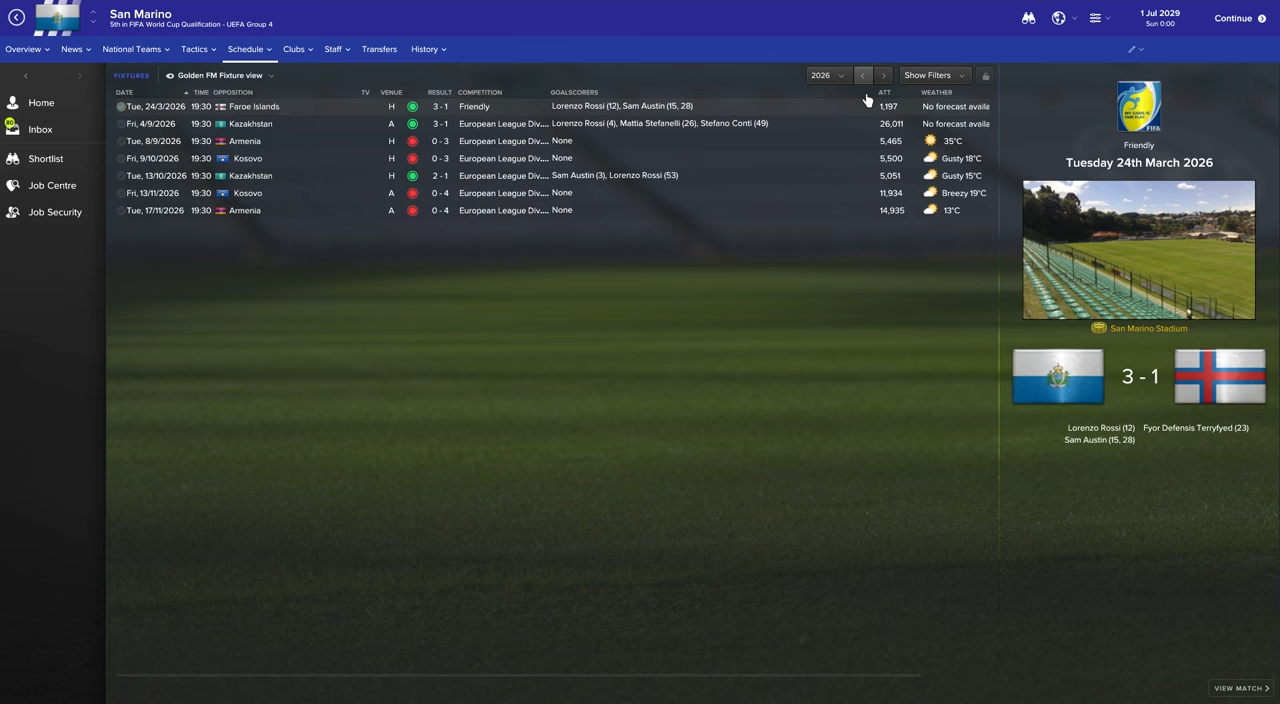 San Marino
5th in FIFA World Cup Qualification - UEFA Group 4
1 Jul 2029
Sun 0:00
Continue
Overview News National Teams Tactics Schedule Clubs Staff Transfers History
Home
80
Inbox
Shortlist
Job Centre
Job Security
FIXTURES Golden FM Fixture view 2026 Show Filters
DATE TIME OPPOSITION TV VENUE RESULT COMPETITION GOALSCORERS ATT WEATHER
Tue, 24/3/2026 19:30 Faroe Islands H 3 - 1 Friendly Lorenzo Rossi (12), Sam Austin (15, 28) 1,197 No forecast availa
Fri, 4/9/2026 19:30 Kazakhstan A 3 - 1 European League Div.... Lorenzo Rossi (4), Mattia Stefanelli (26), Stefano Conti (49) 26,011 No forecast availa
Tue, 8/9/2026 19:30 Armenia H 0 - 3 European League Div.... None 5,465 35°C
Fri, 9/10/2026 19:30 Kosovo H 0 - 3 European League Div.... None 5,500 Gusty 18°C
Tue, 13/10/2026 19:30 Kazakhstan H 2 - 1 European League Div.... Sam Austin (3), Lorenzo Rossi (53) 5,051 Gusty 15°C
Fri, 13/11/2026 19:30 Kosovo A 0 - 4 European League Div.... None 11,934 Breezy 19°C
Tue, 17/11/2026 19:30 Armenia A 0 - 4 European League Div.... None 14,935 13°C
FIFA
Friendly
Tuesday 24th March 2026
San Marino Stadium
3 - 1
Lorenzo Rossi (12) Fyor Defensis Terryfyed (23)
Sam Austin (15, 28)
VIEW MATCH